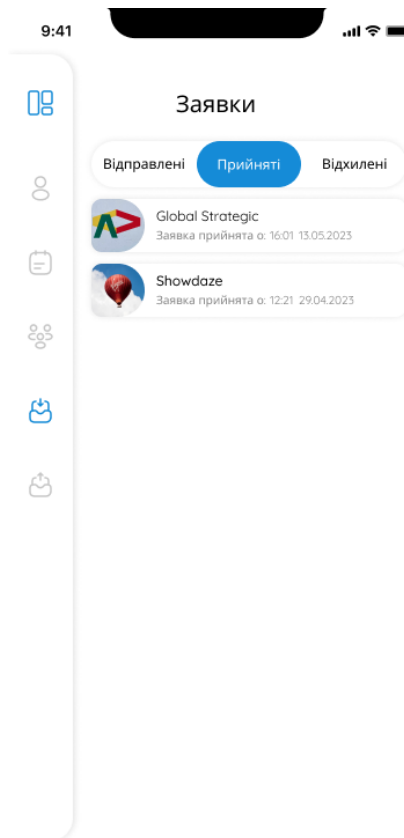 9:41
Заявки
Відправлені Прийняті Відхилені
Global Strategic
Заявка прийнята о: 16:01 13.05.2023
Showdaze
Заявка прийнята о: 12:21 29.04.2023